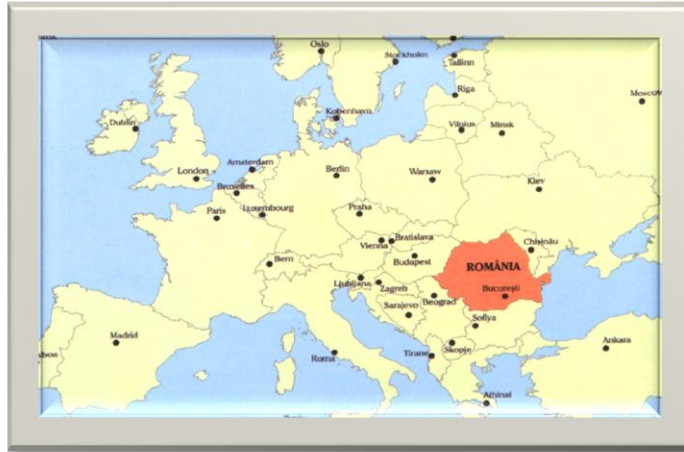 Oslo
Stockholm
Tallinn
Riga
Moscow
København
Dublin
Vilnius
Minsk
Amsterdam
London
Berlin
Warsaw
Bruxelles
Kiev
Paris
Luxembourg
Praha
Bratislava
Vienna
Chişinău
Bern
Budapest
ROMÂNIA
Ljubljana
Zagreb
Beograd
Bucureşti
Sarajevo
Sofiya
Madrid
Ankara
Skopje
Roma
Tirane
Athinai